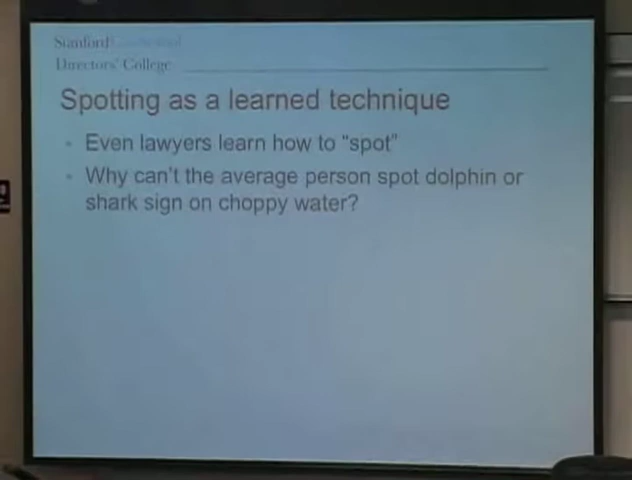 Stanford
Directors' College
Spotting as a learned technique
Even lawyers learn how to "spot"
Why can't the average person spot dolphin or
shark sign on choppy water?